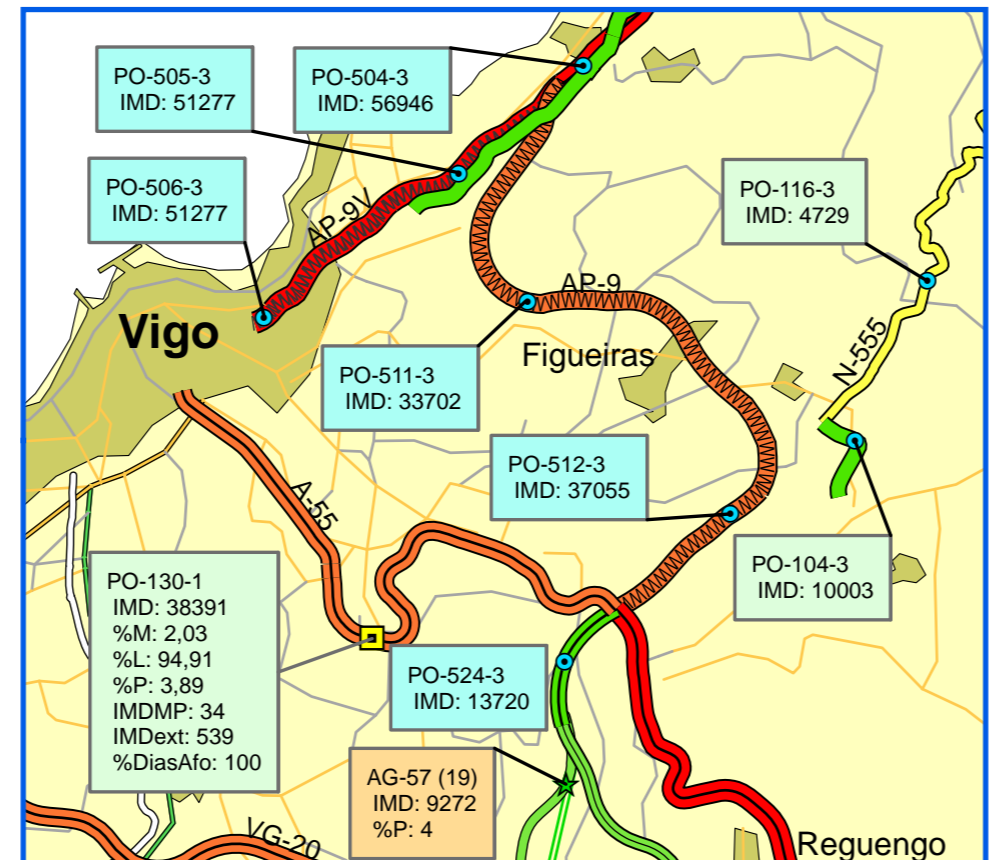 PO-505-3
IMD: 51277
PO-504-3
IMD: 56946
PO-506-3
IMD: 51277
PO-116-3
IMD: 4729
AP-9V
Vigo
AP-9
Figueiras
N-555
PO-511-3
IMD: 33702
PO-512-3
IMD: 37055
A-55
PO-104-3
IMD: 10003
PO-130-1
IMD: 38391
%M: 2,03
%L: 94,91
%P: 3,89
IMDMP: 34
IMDext: 539
%DiasAfo: 100
PO-524-3
IMD: 13720
AG-57 (19)
IMD: 9272
%P: 4
VG-20
Reguengo